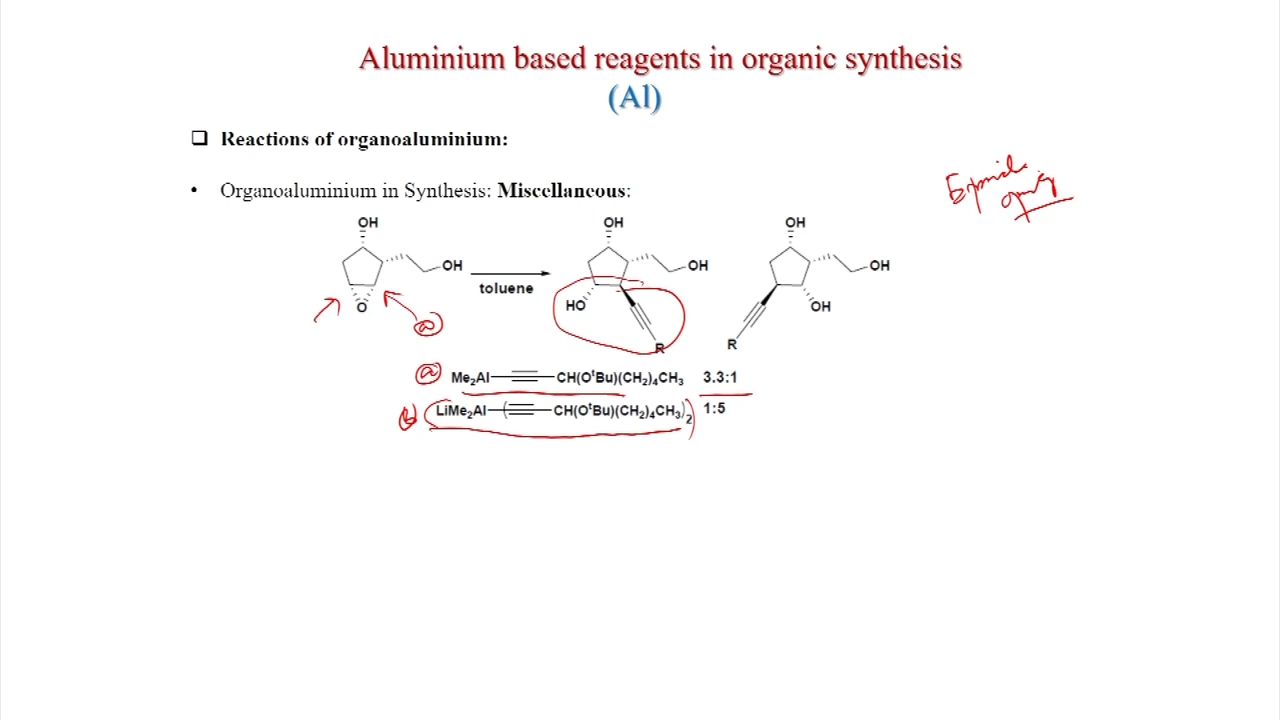 Aluminium based reagents in organic synthesis
(Al)
❑ Reactions of organoaluminium:
• Organoaluminium in Synthesis: Miscellaneous:
Epoxide
opening
OH
OH
O
toluene
OH
OH
HO
R
OH
OH
OH
R
a
a Me₂Al CH(OᵗBu)(CH₂)₄CH₃ 3.3:1
b LiMe₂Al ( CH(OᵗBu)(CH₂)₄CH₃)₂ 1:5